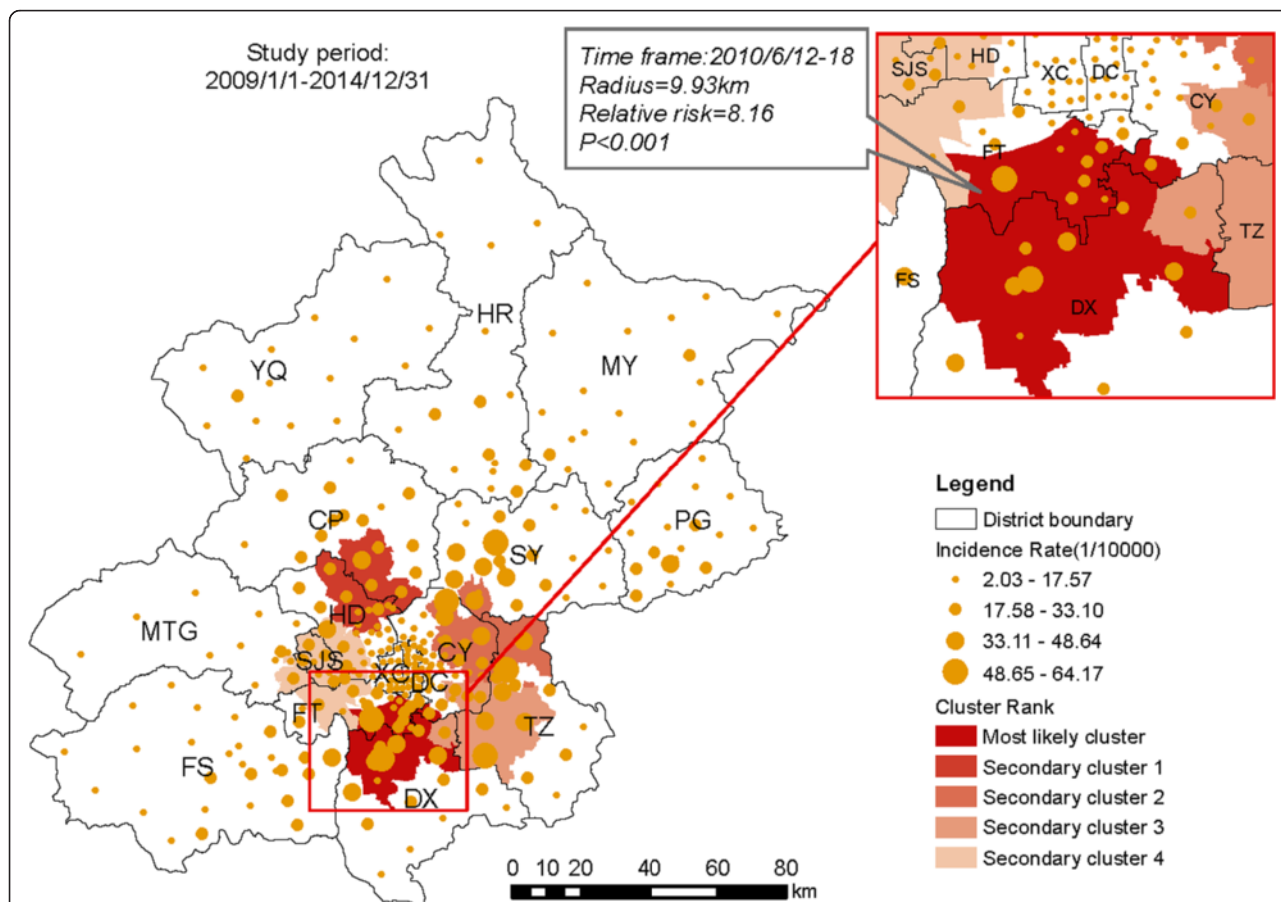 Study period:
2009/1/1-2014/12/31
Time frame:2010/6/12-18
Radius=9.93km
Relative risk=8.16
P<0.001
SJS
HD
XC
DC
CY
FT
TZ
FS
DX
HR
YQ
MY
CP
SY
PG
HD
MTG
SJS
XC
CY
DC
FT
TZ
FS
DX
Legend
District boundary
Incidence Rate(1/10000)
2.03 - 17.57
17.58 - 33.10
33.11 - 48.64
48.65 - 64.17
Cluster Rank
Most likely cluster
Secondary cluster 1
Secondary cluster 2
Secondary cluster 3
Secondary cluster 4
0 10 20 40 60 80
km